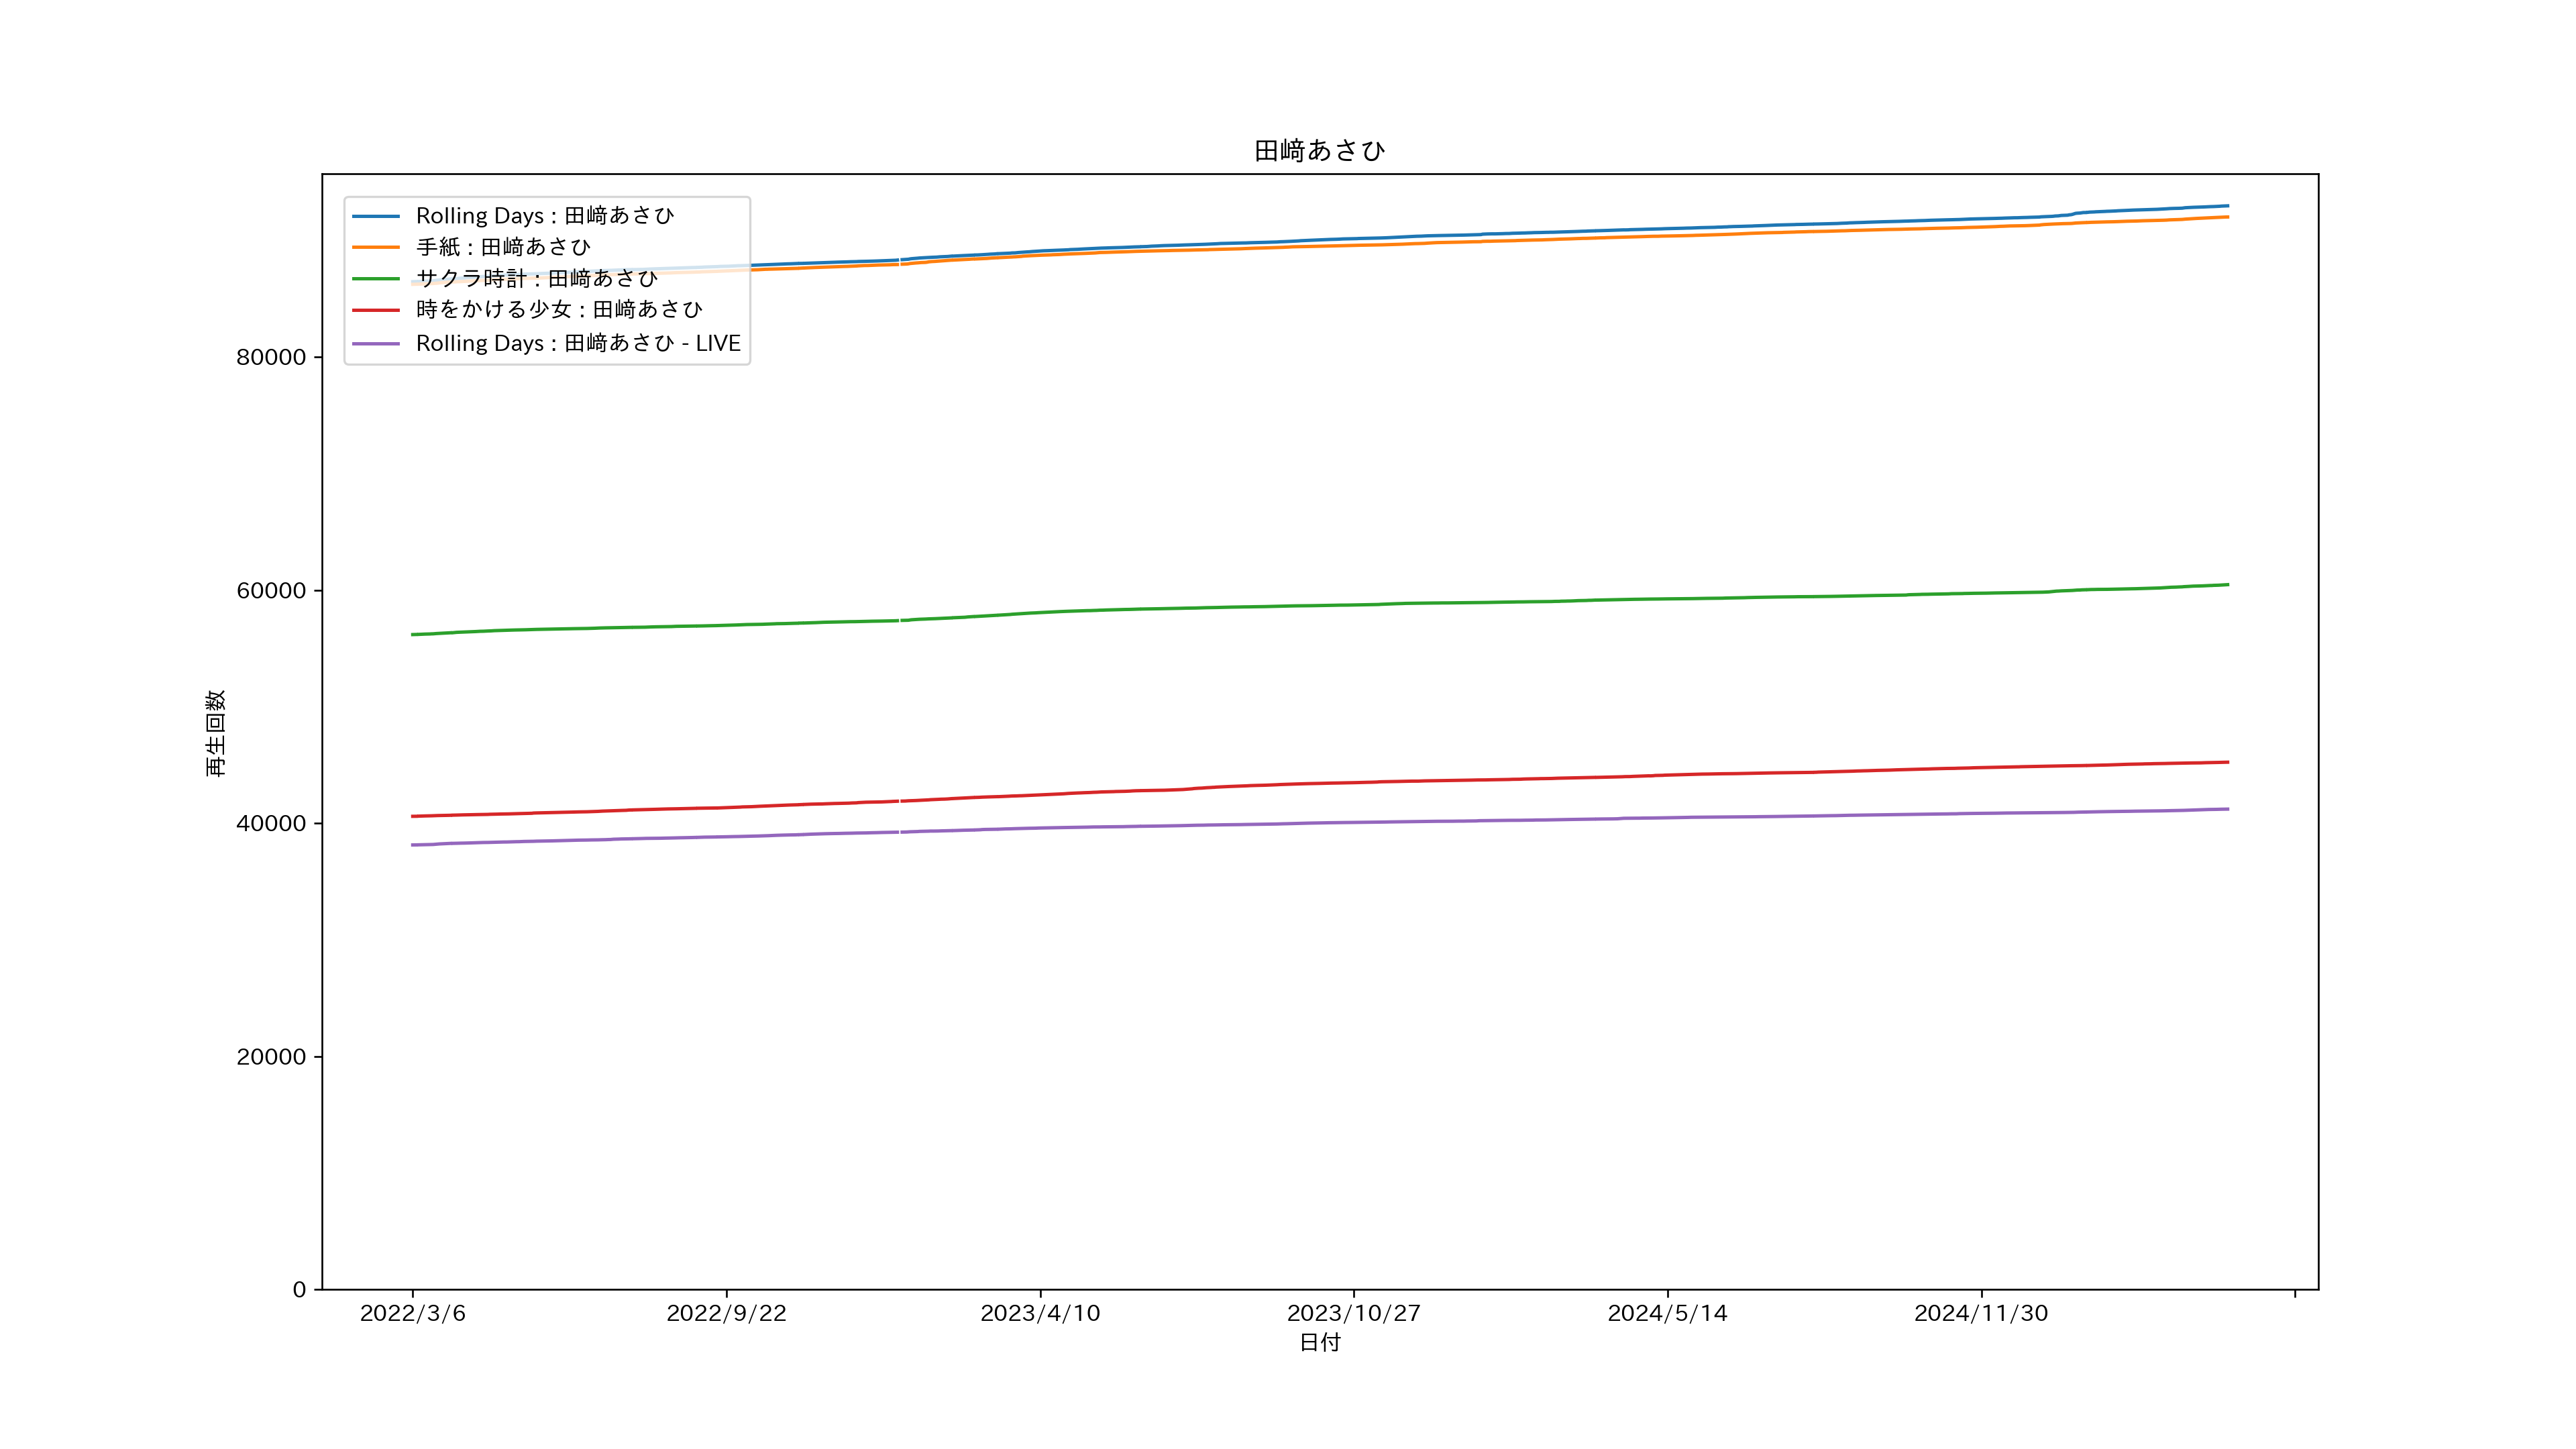 田﨑あさひ
Rolling Days : 田﨑あさひ
手紙 : 田﨑あさひ
サクラ時計 : 田﨑あさひ
時をかける少女 : 田﨑あさひ
Rolling Days : 田﨑あさひ - LIVE
80000
60000
40000
20000
0
再生回数
2022/3/6 2022/9/22 2023/4/10 2023/10/27 2024/5/14 2024/11/30
日付